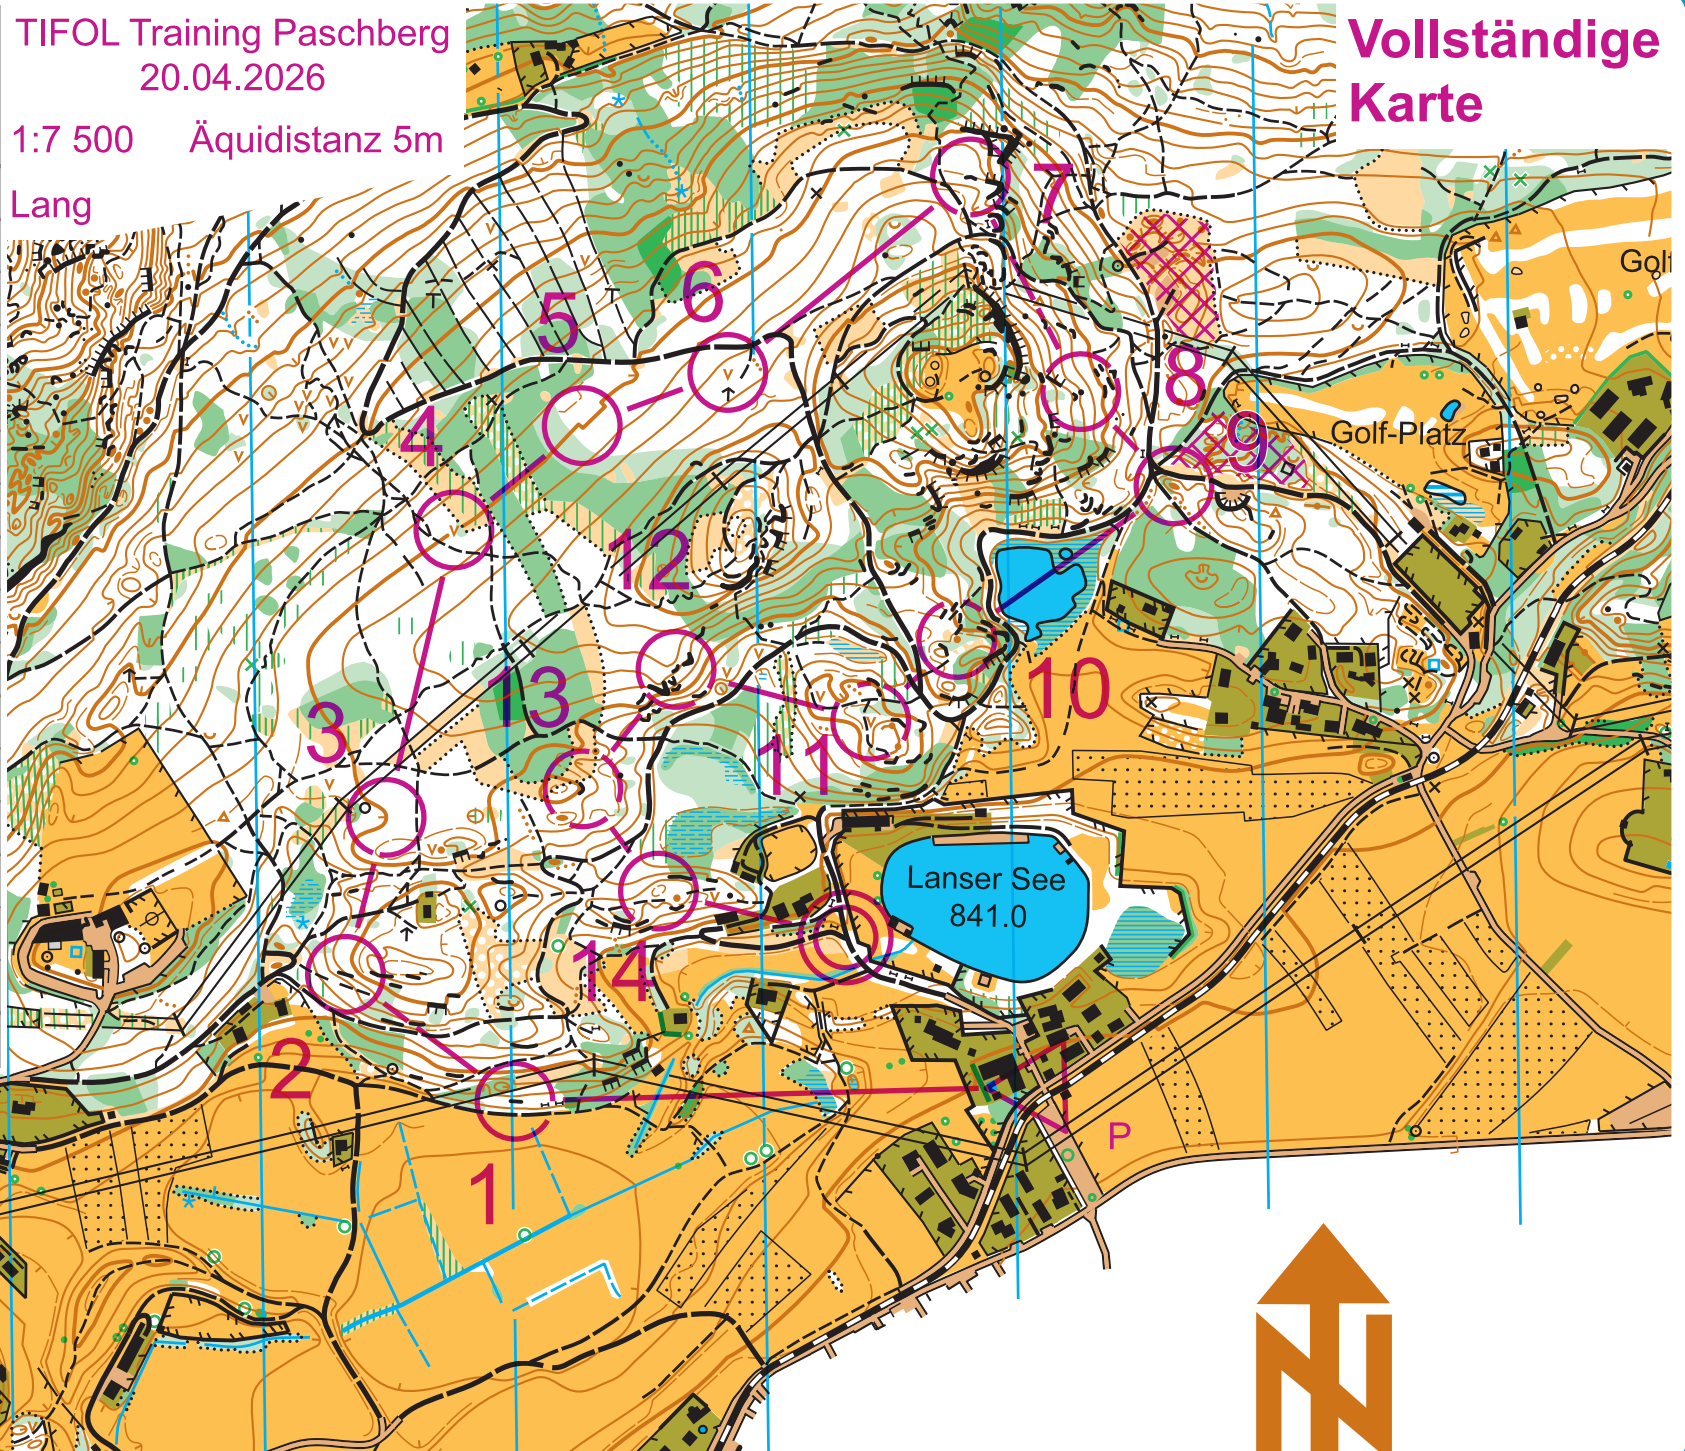 TIFOL Training Paschberg
20.04.2026
1:7 500 Äquidistanz 5m
Lang
Vollständige
Karte
7
Golf
6
5
8
4
9
Golf-Platz
12
13
10
3
11
Lanser See
841.0
14
2
P
1
N